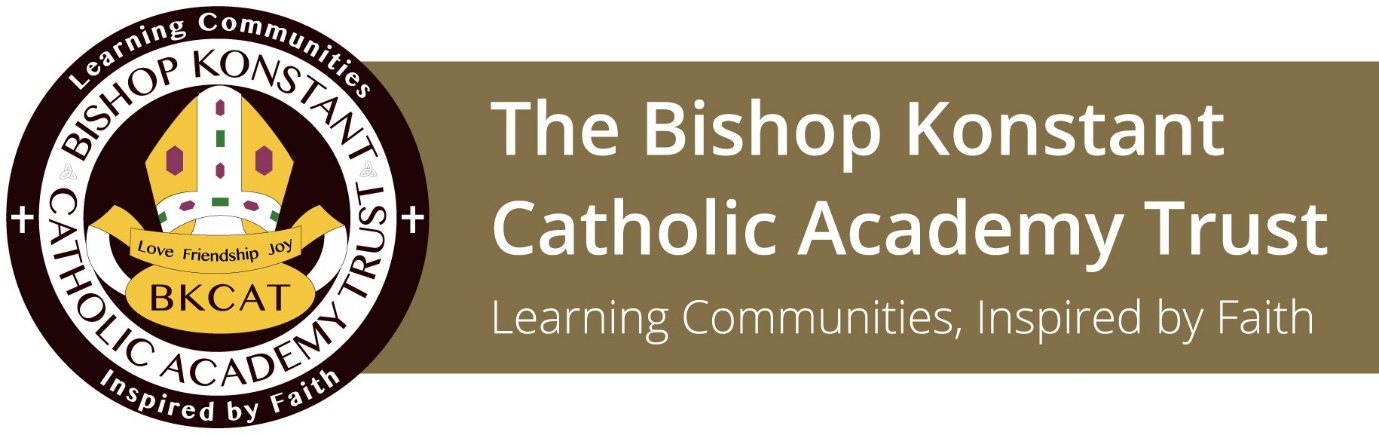 Learning Communities
BISHOP KONSTANT
CATHOLIC ACADEMY TRUST
Love Friendship Joy
BKCAT
Inspired by Faith
The Bishop Konstant
Catholic Academy Trust
Learning Communities, Inspired by Faith